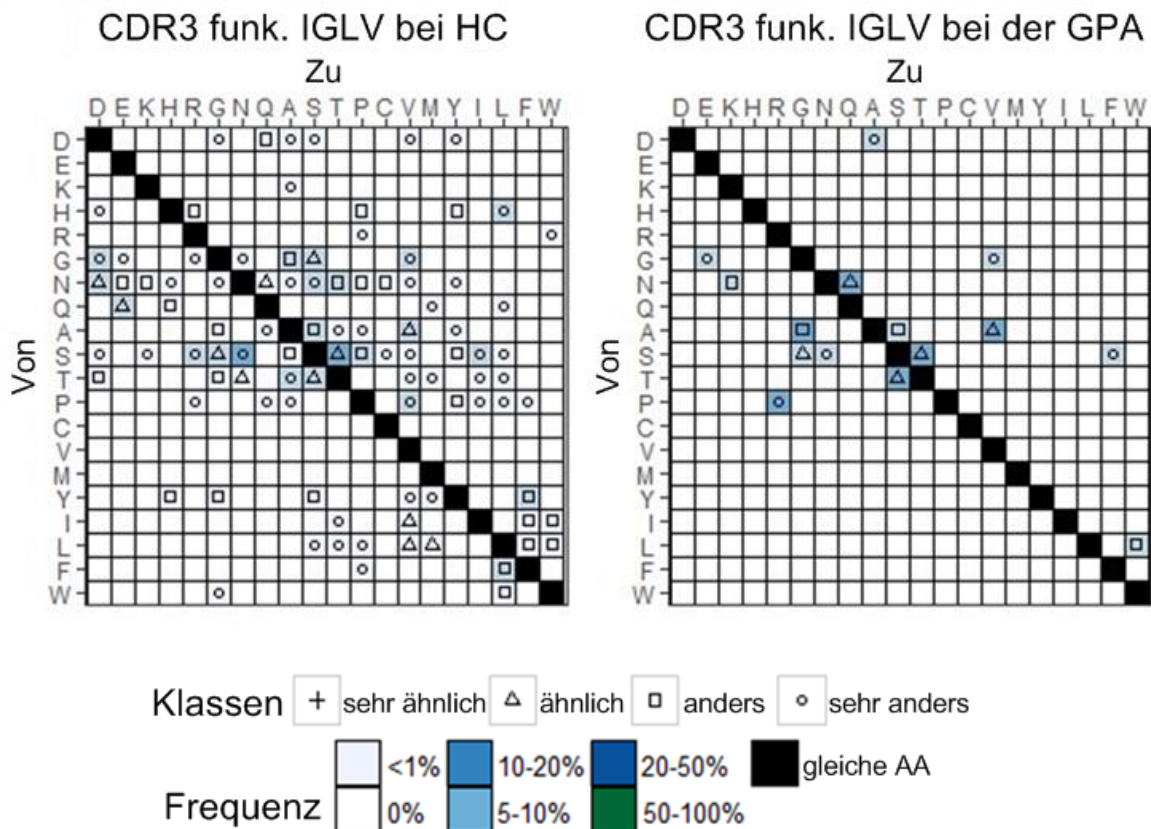 CDR3 funk. IGLV bei HC
CDR3 funk. IGLV bei der GPA
Zu
Zu
D E K H R G N Q A S T P C V M Y I L F W
D E K H R G N Q A S T P C V M Y I L F W
Von
D
E
K
H
R
G
N
Q
A
S
T
P
C
V
M
Y
I
L
F
W
Von
D
E
K
H
R
G
N
Q
A
S
T
P
C
V
M
Y
I
L
F
W
Klassen sehr ähnlich ähnlich anders sehr anders
<1% 10-20% 20-50% gleiche AA
Frequenz 0% 5-10% 50-100%